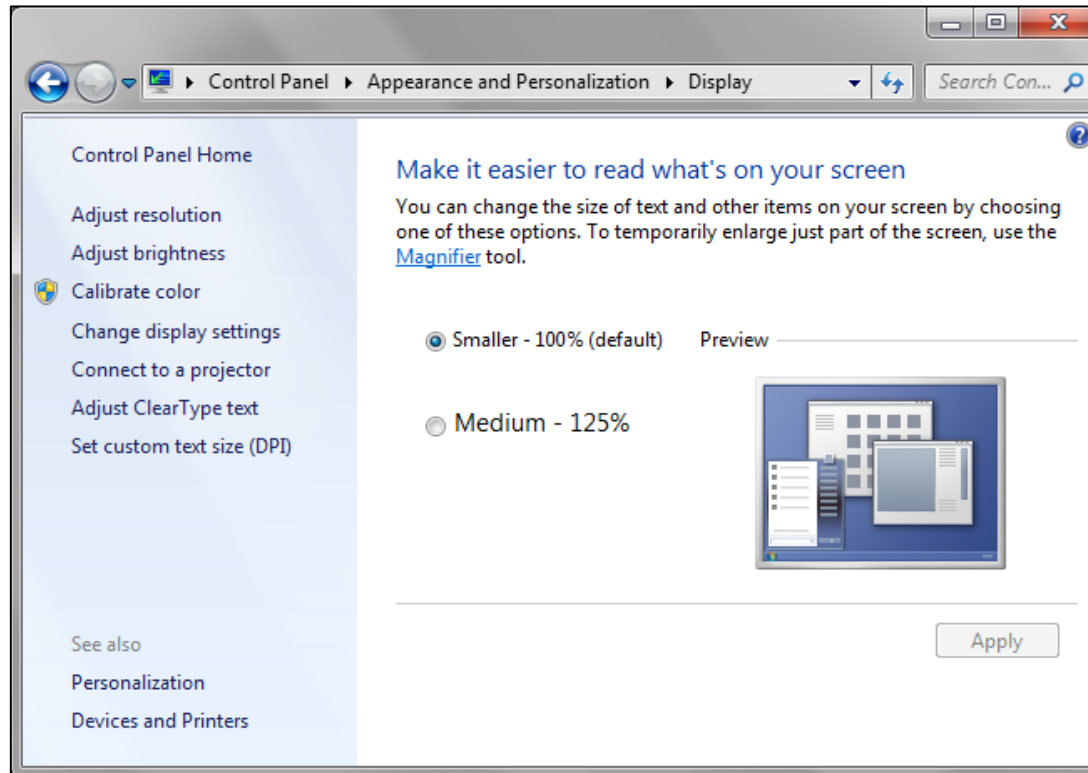 Control Panel Appearance and Personalization Display Search Con...
Control Panel Home
Adjust resolution
Adjust brightness
Calibrate color
Change display settings
Connect to a projector
Adjust ClearType text
Set custom text size (DPI)
See also
Personalization
Devices and Printers
Make it easier to read what's on your screen
You can change the size of text and other items on your screen by choosing
one of these options. To temporarily enlarge just part of the screen, use the
Magnifier tool.
Smaller - 100% (default) Preview
Medium - 125%
Apply